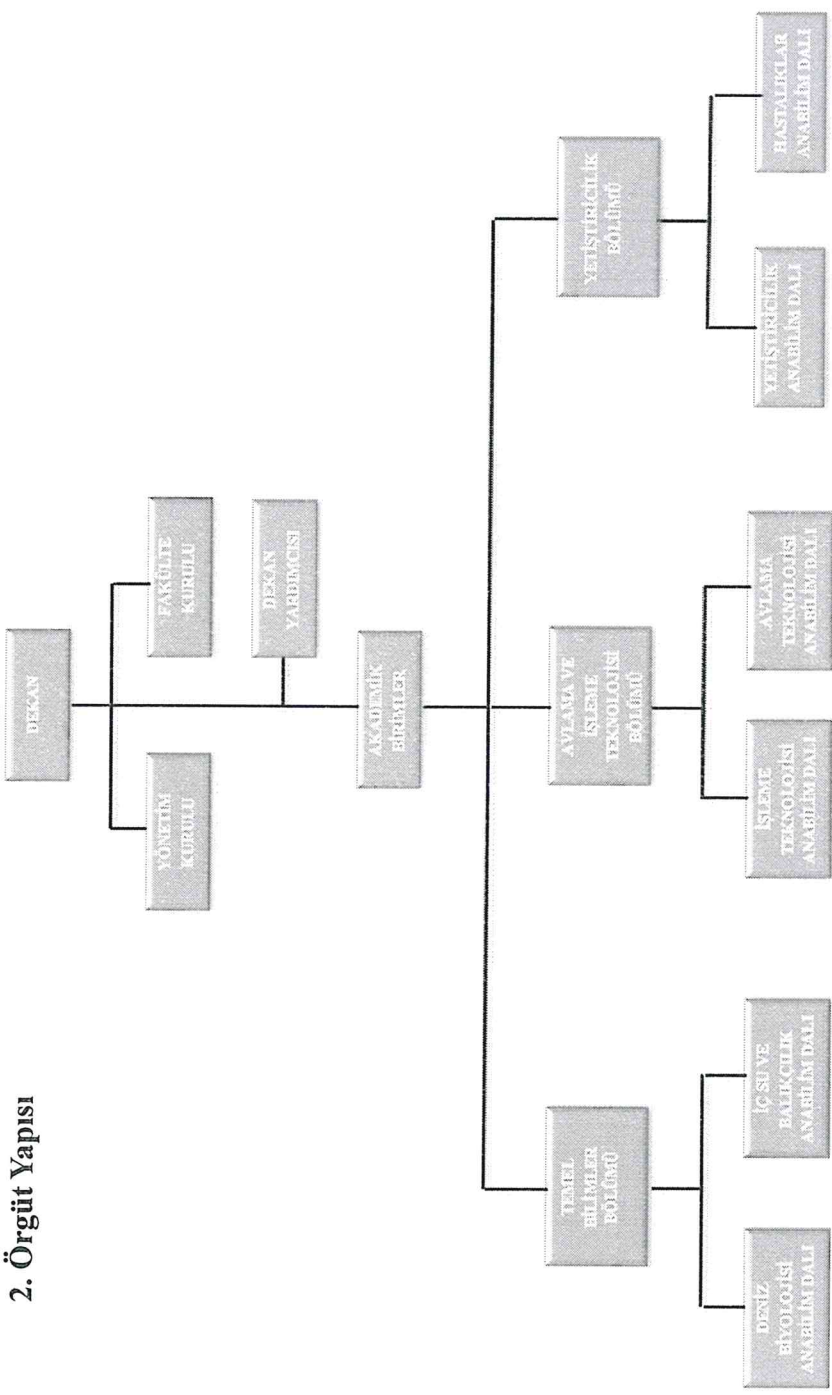 2. Örgüt Yapısı
DEKAN
YÖNETİM
KURULU
FAKÜLTE
KURULU
DEKAN
YARDIMCISI
AKADEMİK
BİRİMLER
TEMEL
BİLİMLER
BÖLÜMÜ
AVLAMA VE
İŞLEME
TEKNOLOJİSİ
BÖLÜMÜ
YETİŞTİRİCİLİK
BÖLÜMÜ
DENİZ
BİYOLOJİSİ
ANABİLİM DALI
İÇ SU VE
BALIKÇILIK
ANABİLİM DALI
İŞLEME
TEKNOLOJİSİ
ANABİLİM DALI
AVLAMA
TEKNOLOJİSİ
ANABİLİM DALI
YETİŞTİRİCİLİK
ANABİLİM DALI
HASTALIKLAR
ANABİLİM DALI